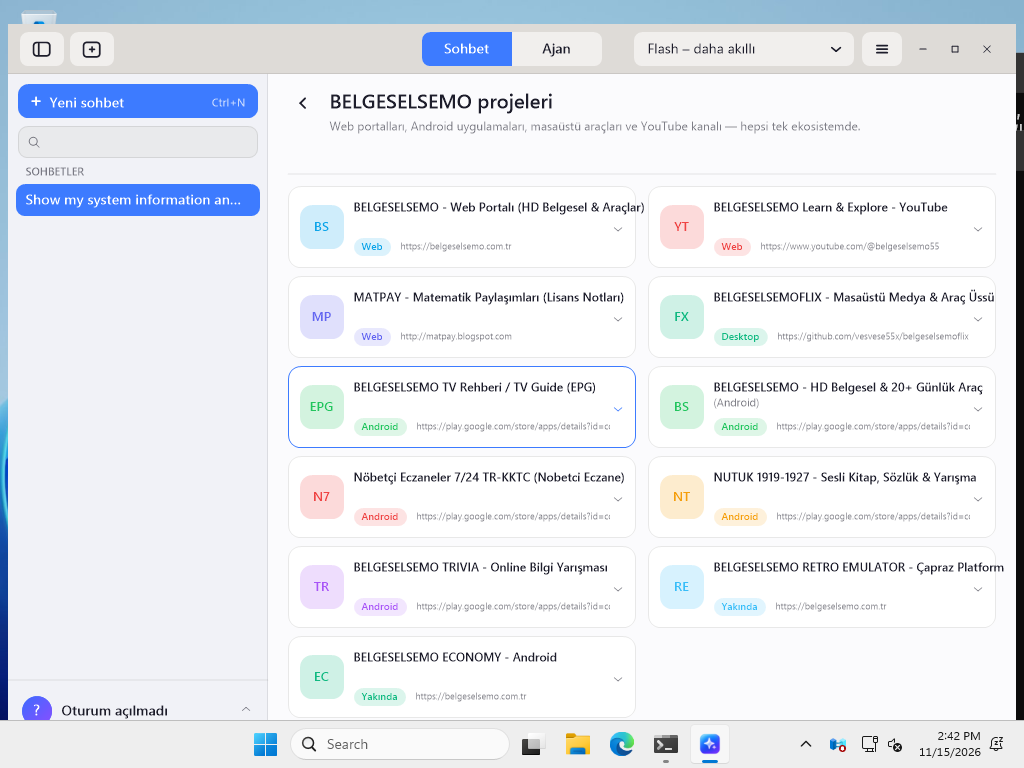 Sohbet
Ajan
Flash – daha akıllı
+ Yeni sohbet
Ctrl+N
SOHBETLER
Show my system information an...
BELGESELSEMO projeleri
Web portalları, Android uygulamaları, masaüstü araçları ve YouTube kanalı — hepsi tek ekosistemde.
BS
BELGESELSEMO - Web Portalı (HD Belgesel & Araçlar)
Web
https://belgeselsemo.com.tr
YT
BELGESELSEMO Learn & Explore - YouTube
Web
https://www.youtube.com/@belgeselsemo55
MP
MATPAY - Matematik Paylaşımları (Lisans Notları)
Web
http://matpay.blogspot.com
FX
BELGESELSEMOFLIX - Masaüstü Medya & Araç Üssü
Desktop
https://github.com/vesvese55x/belgeselsemoflix
EPG
BELGESELSEMO TV Rehberi / TV Guide (EPG)
Android
https://play.google.com/store/apps/details?id=c
BS
BELGESELSEMO - HD Belgesel & 20+ Günlük Araç
(Android)
Android
https://play.google.com/store/apps/details?id=c
N7
Nöbetçi Eczaneler 7/24 TR-KKTC (Nobetci Eczane)
Android
https://play.google.com/store/apps/details?id=c
NT
NUTUK 1919-1927 - Sesli Kitap, Sözlük & Yarışma
Android
https://play.google.com/store/apps/details?id=c
TR
BELGESELSEMO TRIVIA - Online Bilgi Yarışması
Android
https://play.google.com/store/apps/details?id=c
RE
BELGESELSEMO RETRO EMULATOR - Çapraz Platform
Yakında
https://belgeselsemo.com.tr
EC
BELGESELSEMO ECONOMY - Android
Yakında
https://belgeselsemo.com.tr
? Oturum açılmadı
Search
2:42 PM
11/15/2026